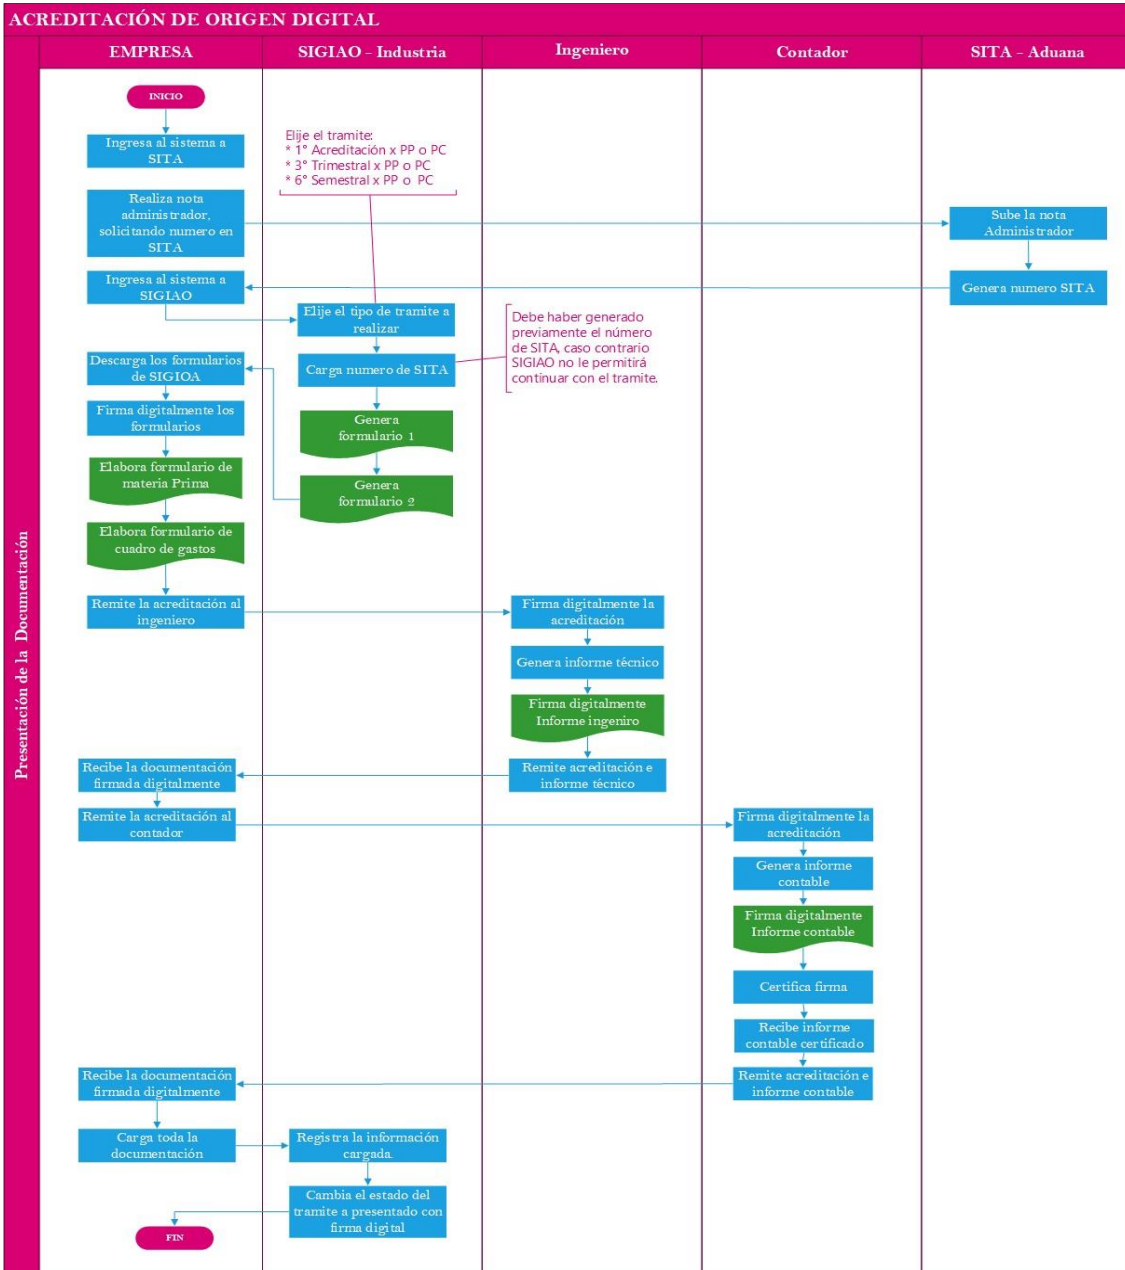 ACREDITACIÓN DE ORIGEN DIGITAL
EMPRESA
SIGIAO – Industria
Ingeniero
Contador
SITA – Aduana
Presentación de la Documentación
INICIO
Ingresa al sistema a
SITA
Elije el tramite:
* 1° Acreditación x PP o PC
* 3° Trimestral x PP o PC
* 6° Semestral x PP o PC
Realiza nota
administrador,
solicitando numero en
SITA
Sube la nota
Administrador
Genera numero SITA
Ingresa al sistema a
SIGIAO
Elije el tipo de tramite a
realizar
Debe haber generado
previamente el número
de SITA, caso contrario
SIGIAO no le permitirá
continuar con el tramite.
Carga numero de SITA
Genera
formulario 1
Genera
formulario 2
Descarga los formularios
de SIGIOA
Firma digitalmente los
formularios
Elabora formulario de
materia Prima
Elabora formulario de
cuadro de gastos
Remite la acreditación al
ingeniero
Firma digitalmente la
acreditación
Genera informe técnico
Firma digitalmente
Informe ingeniro
Remite acreditación e
informe técnico
Recibe la documentación
firmada digitalmente
Remite la acreditación al
contador
Firma digitalmente la
acreditación
Genera informe
contable
Firma digitalmente
Informe contable
Certifica firma
Recibe informe
contable certificado
Remite acreditación e
informe contable
Recibe la documentación
firmada digitalmente
Carga toda la
documentación
Registra la información
cargada.
Cambia el estado del
tramite a presentado con
firma digital
FIN